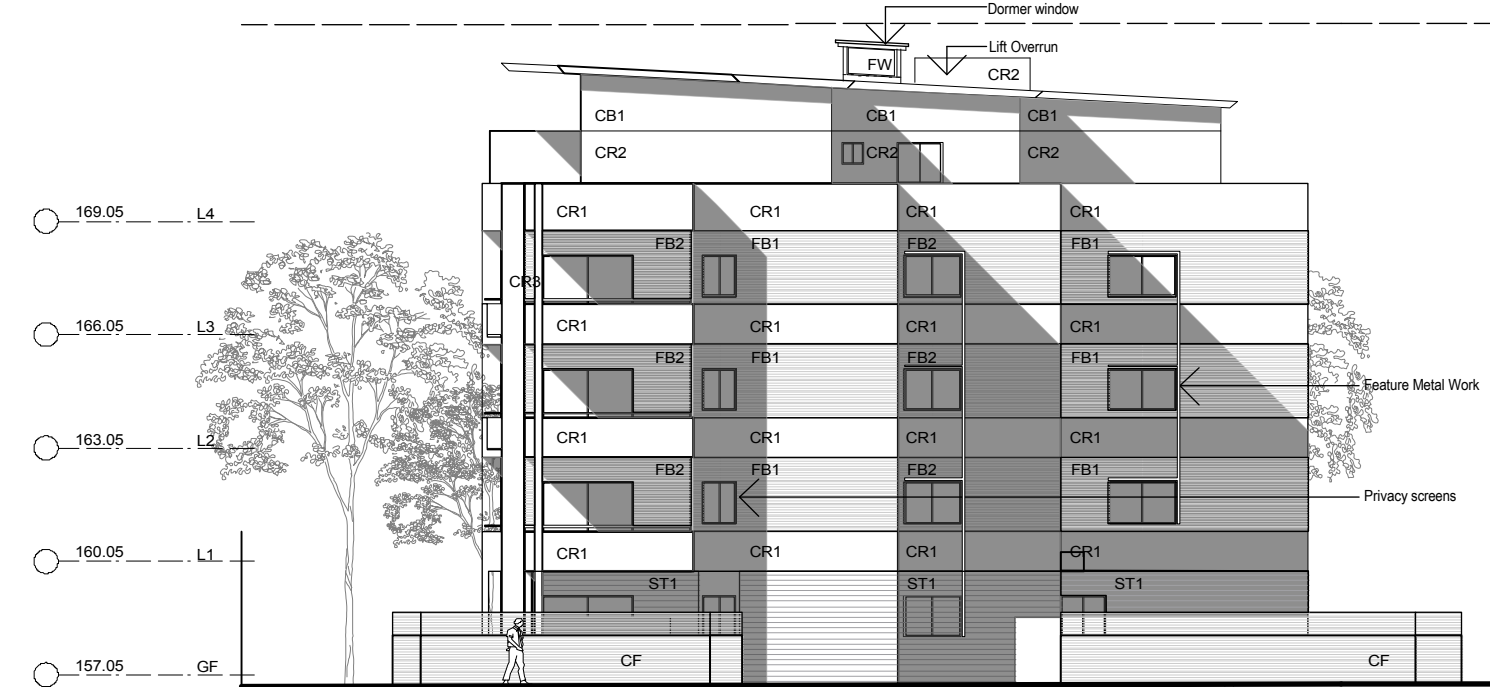 Dormer window
Lift Overrun
FW
CR2
CB1 CB1 CB1
CR2 CR2 CR2
169.05 L4
CR1 CR1 CR1 CR1
FB2 FB1 FB2 FB1
CR3
166.05 L3
CR1 CR1 CR1 CR1
FB2 FB1 FB2 FB1
Feature Metal Work
163.05 L2
CR1 CR1 CR1 CR1
FB2 FB1 FB2 FB1
Privacy screens
160.05 L1
CR1 CR1 CR1 CR1
ST1 ST1 ST1
157.05 GF
CF CF